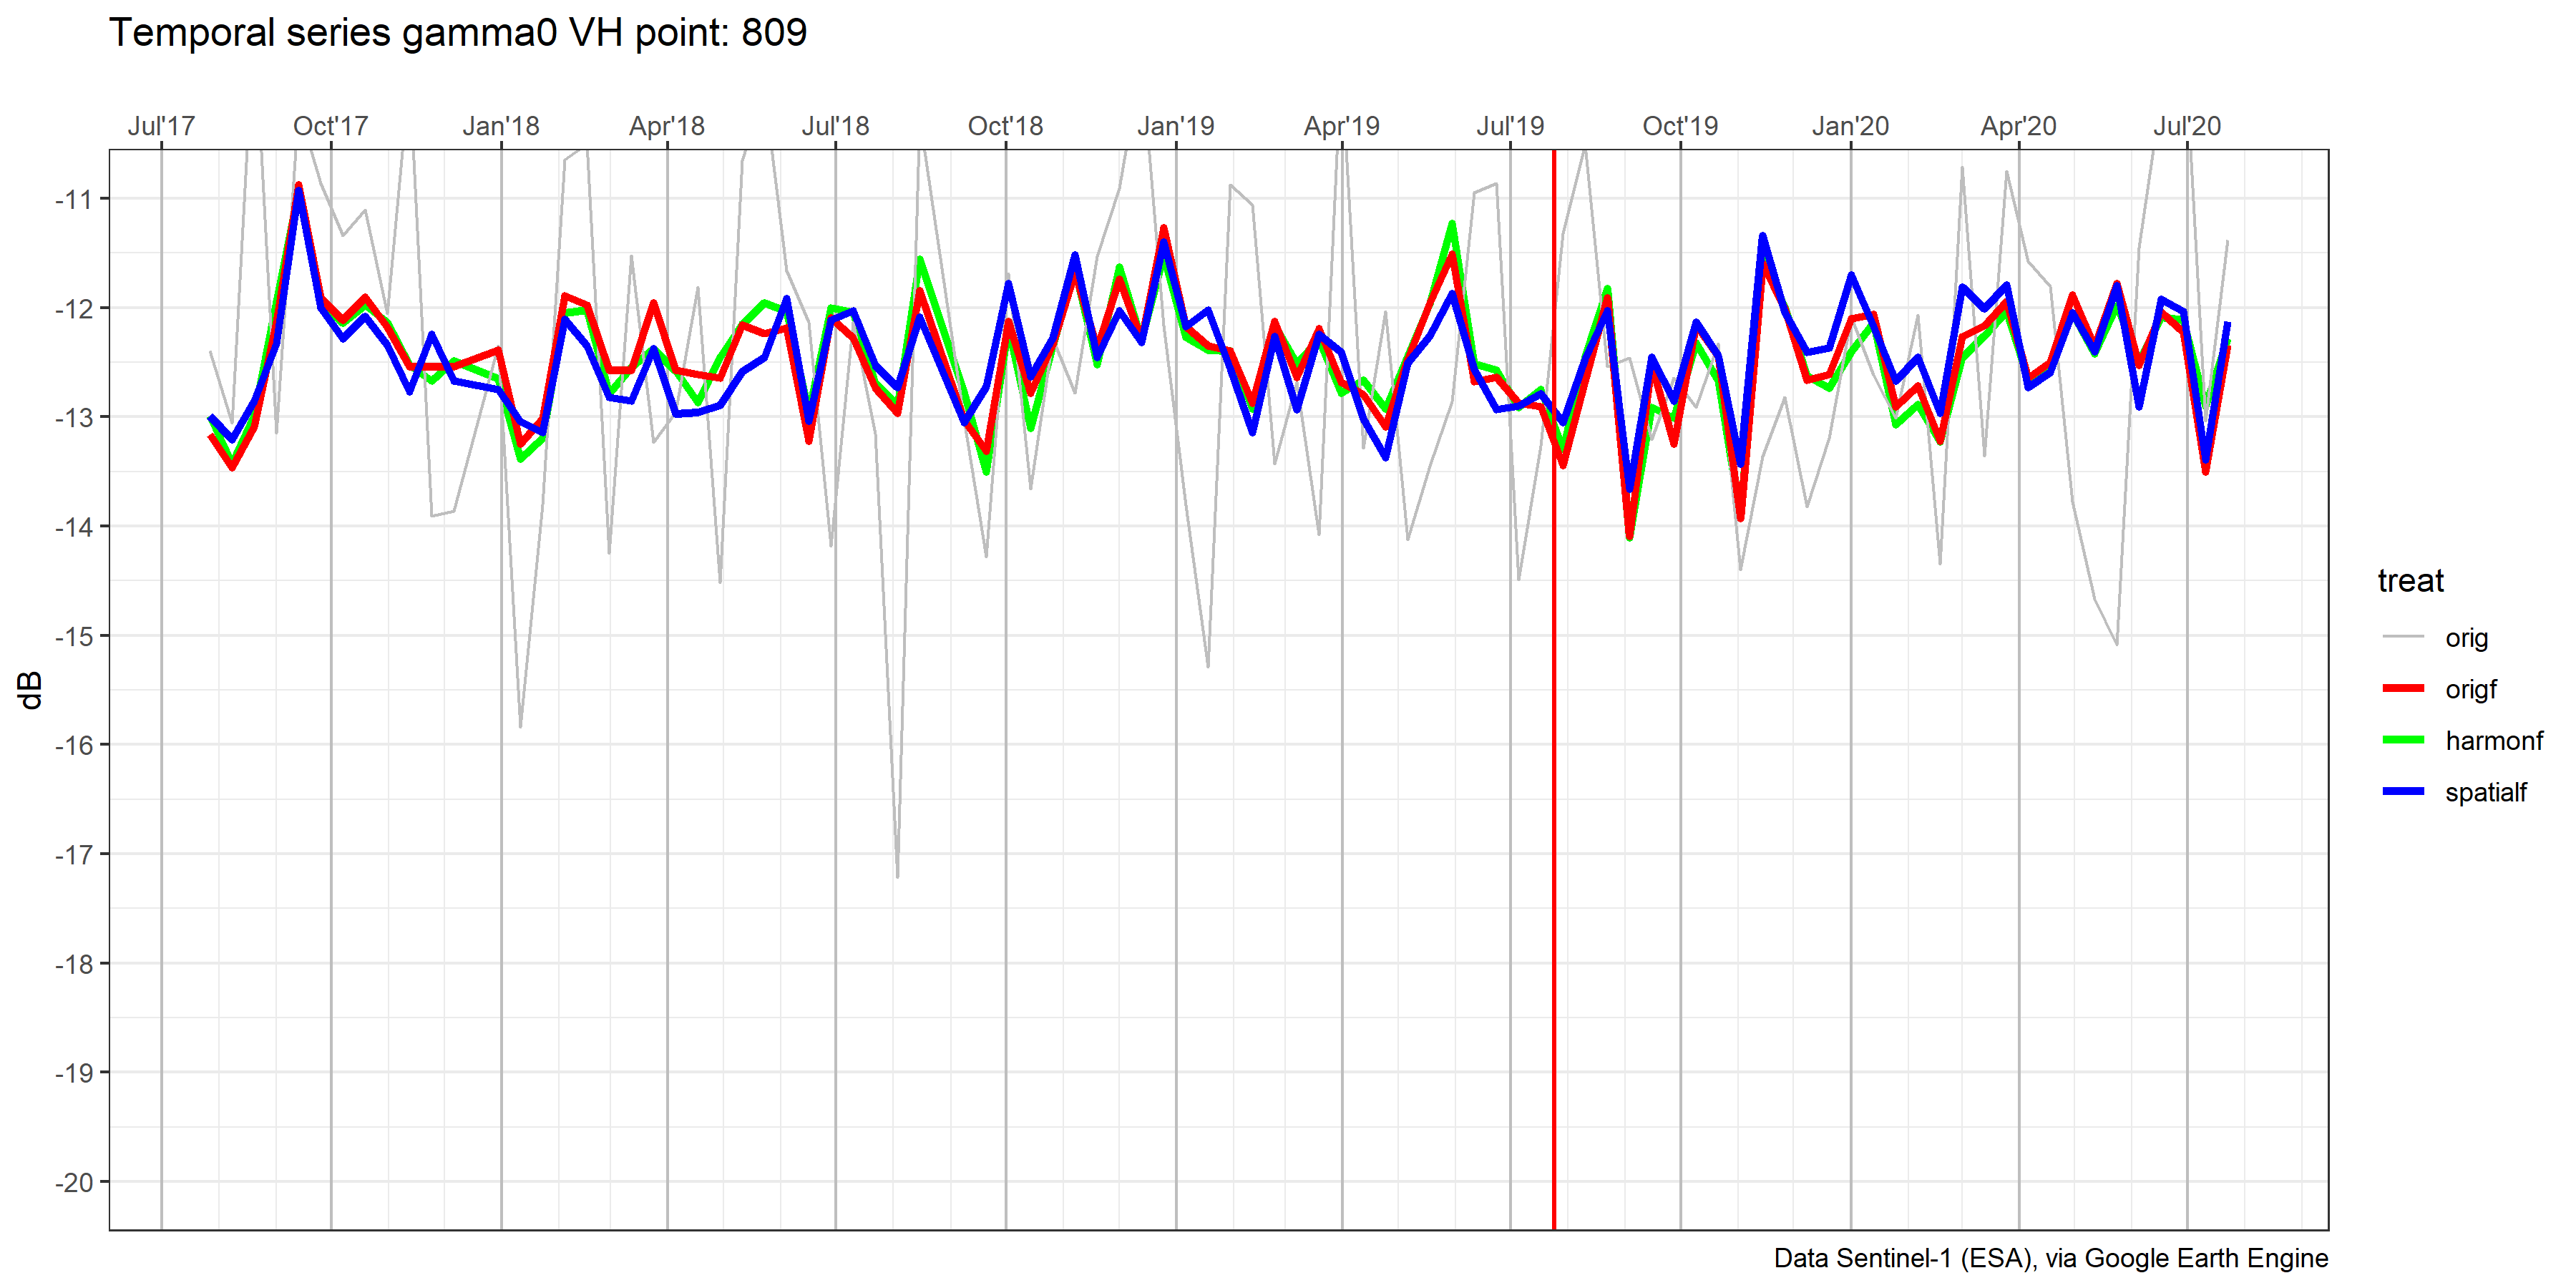 Temporal series gamma0 VH point: 809
Jul'17 Oct'17 Jan'18 Apr'18 Jul'18 Oct'18 Jan'19 Apr'19 Jul'19 Oct'19 Jan'20 Apr'20 Jul'20
-11
-12
-13
-14
-15
-16
-17
-18
-19
-20
dB
treat
orig
origf
harmonf
spatialf
Data Sentinel-1 (ESA), via Google Earth Engine